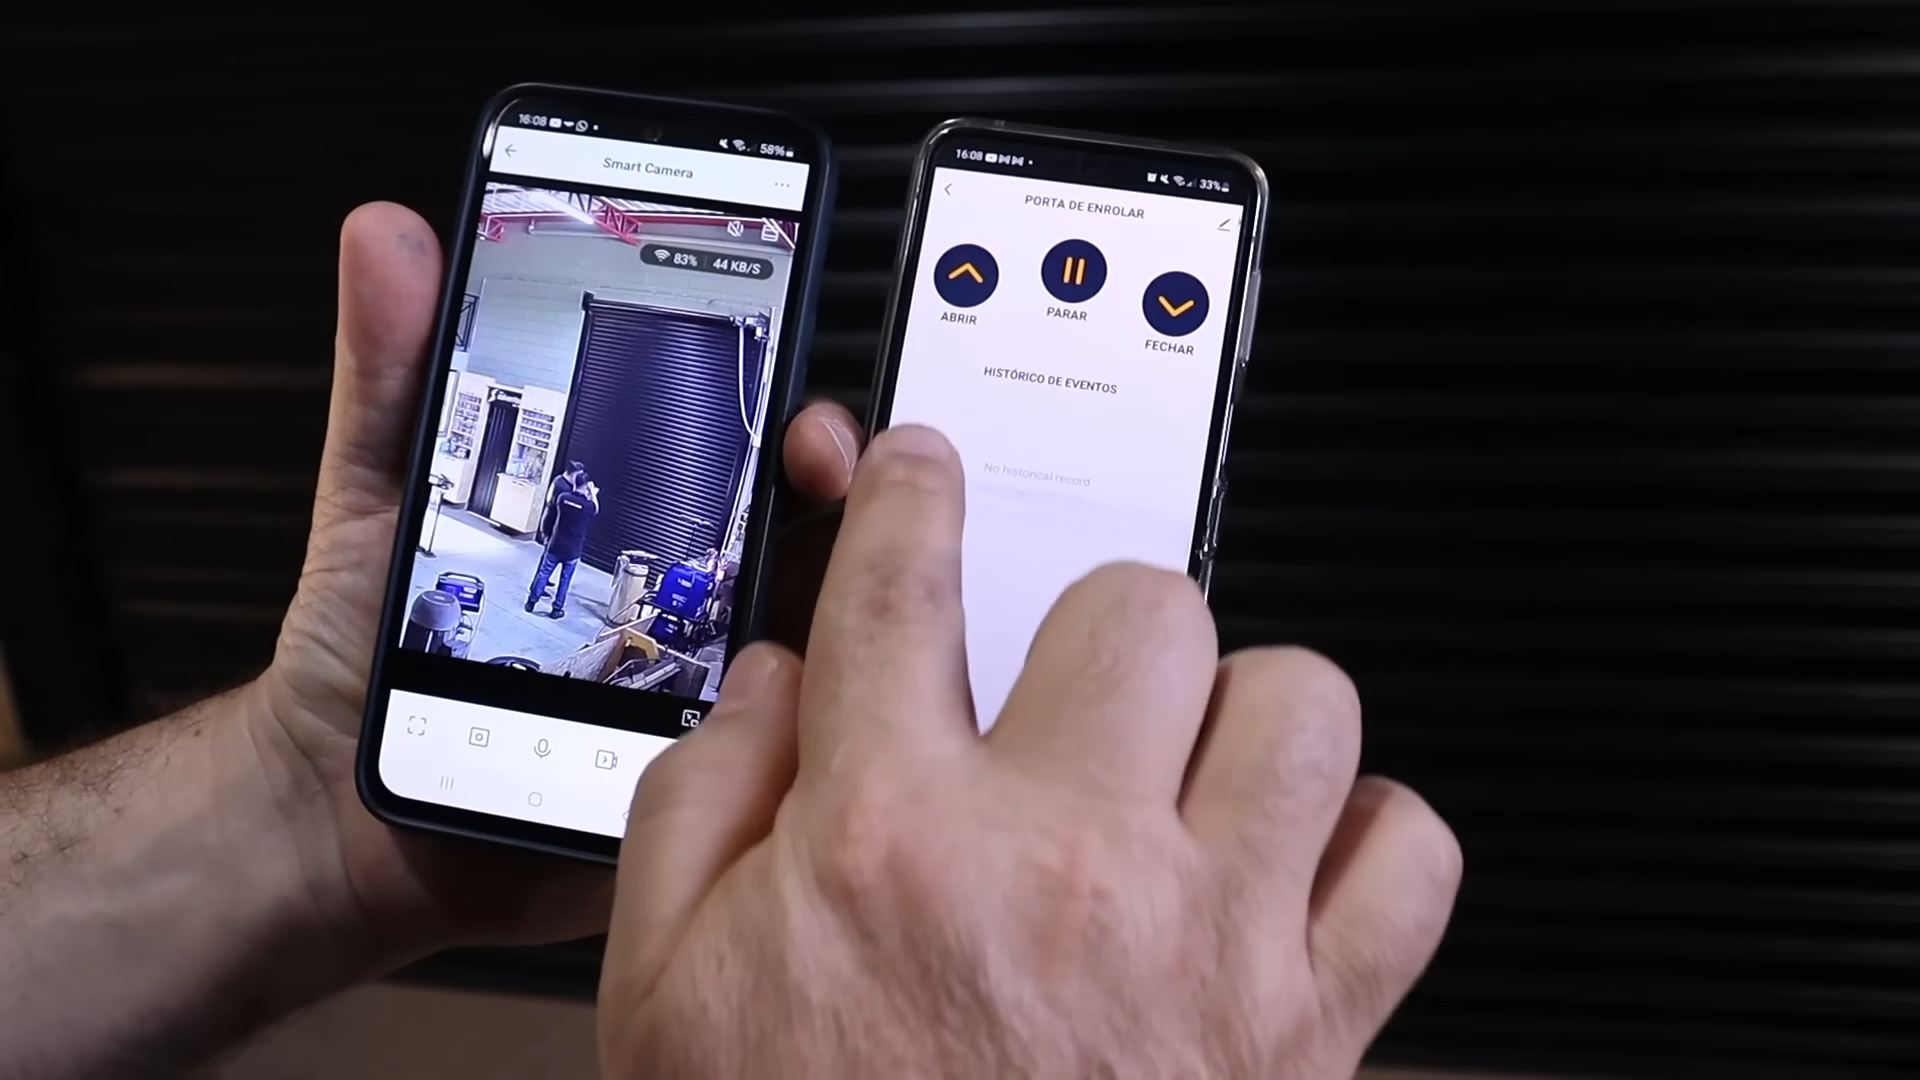 16:08
58%
Smart Camera
83% 44 KB/S
16:08
33%
PORTA DE ENROLAR
ABRIR
PARAR
FECHAR
HISTÓRICO DE EVENTOS
No historical record